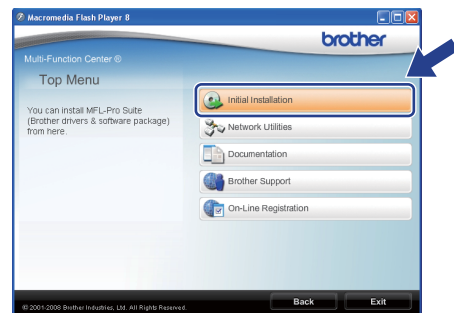 Macromedia Flash Player 8
brother
Multi-Function Center ®
Top Menu
You can install MFL-Pro Suite
(Brother drivers & software package)
from here.
Initial Installation
Network Utilities
Documentation
Brother Support
On-Line Registration
© 2001-2008 Brother Industries, Ltd. All Rights Reserved.
Back
Exit